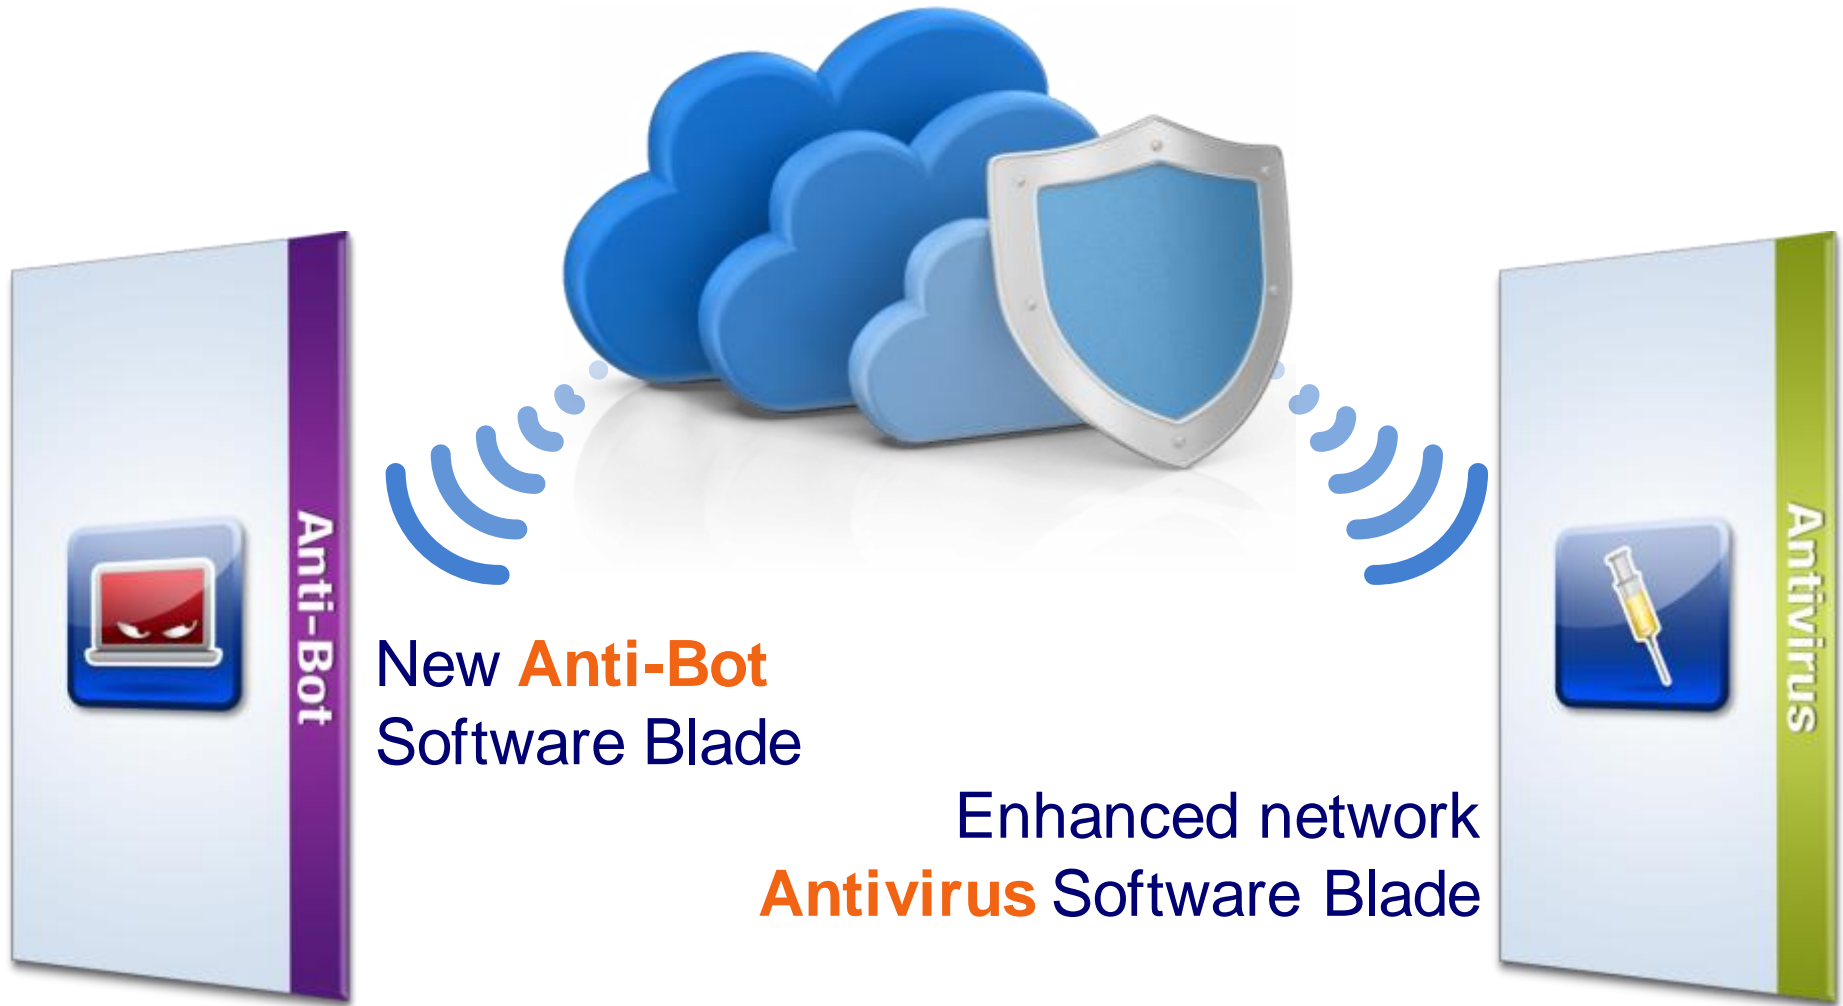 Anti-Bot
New Anti-Bot
Software Blade
Enhanced network
Antivirus Software Blade
Antivirus